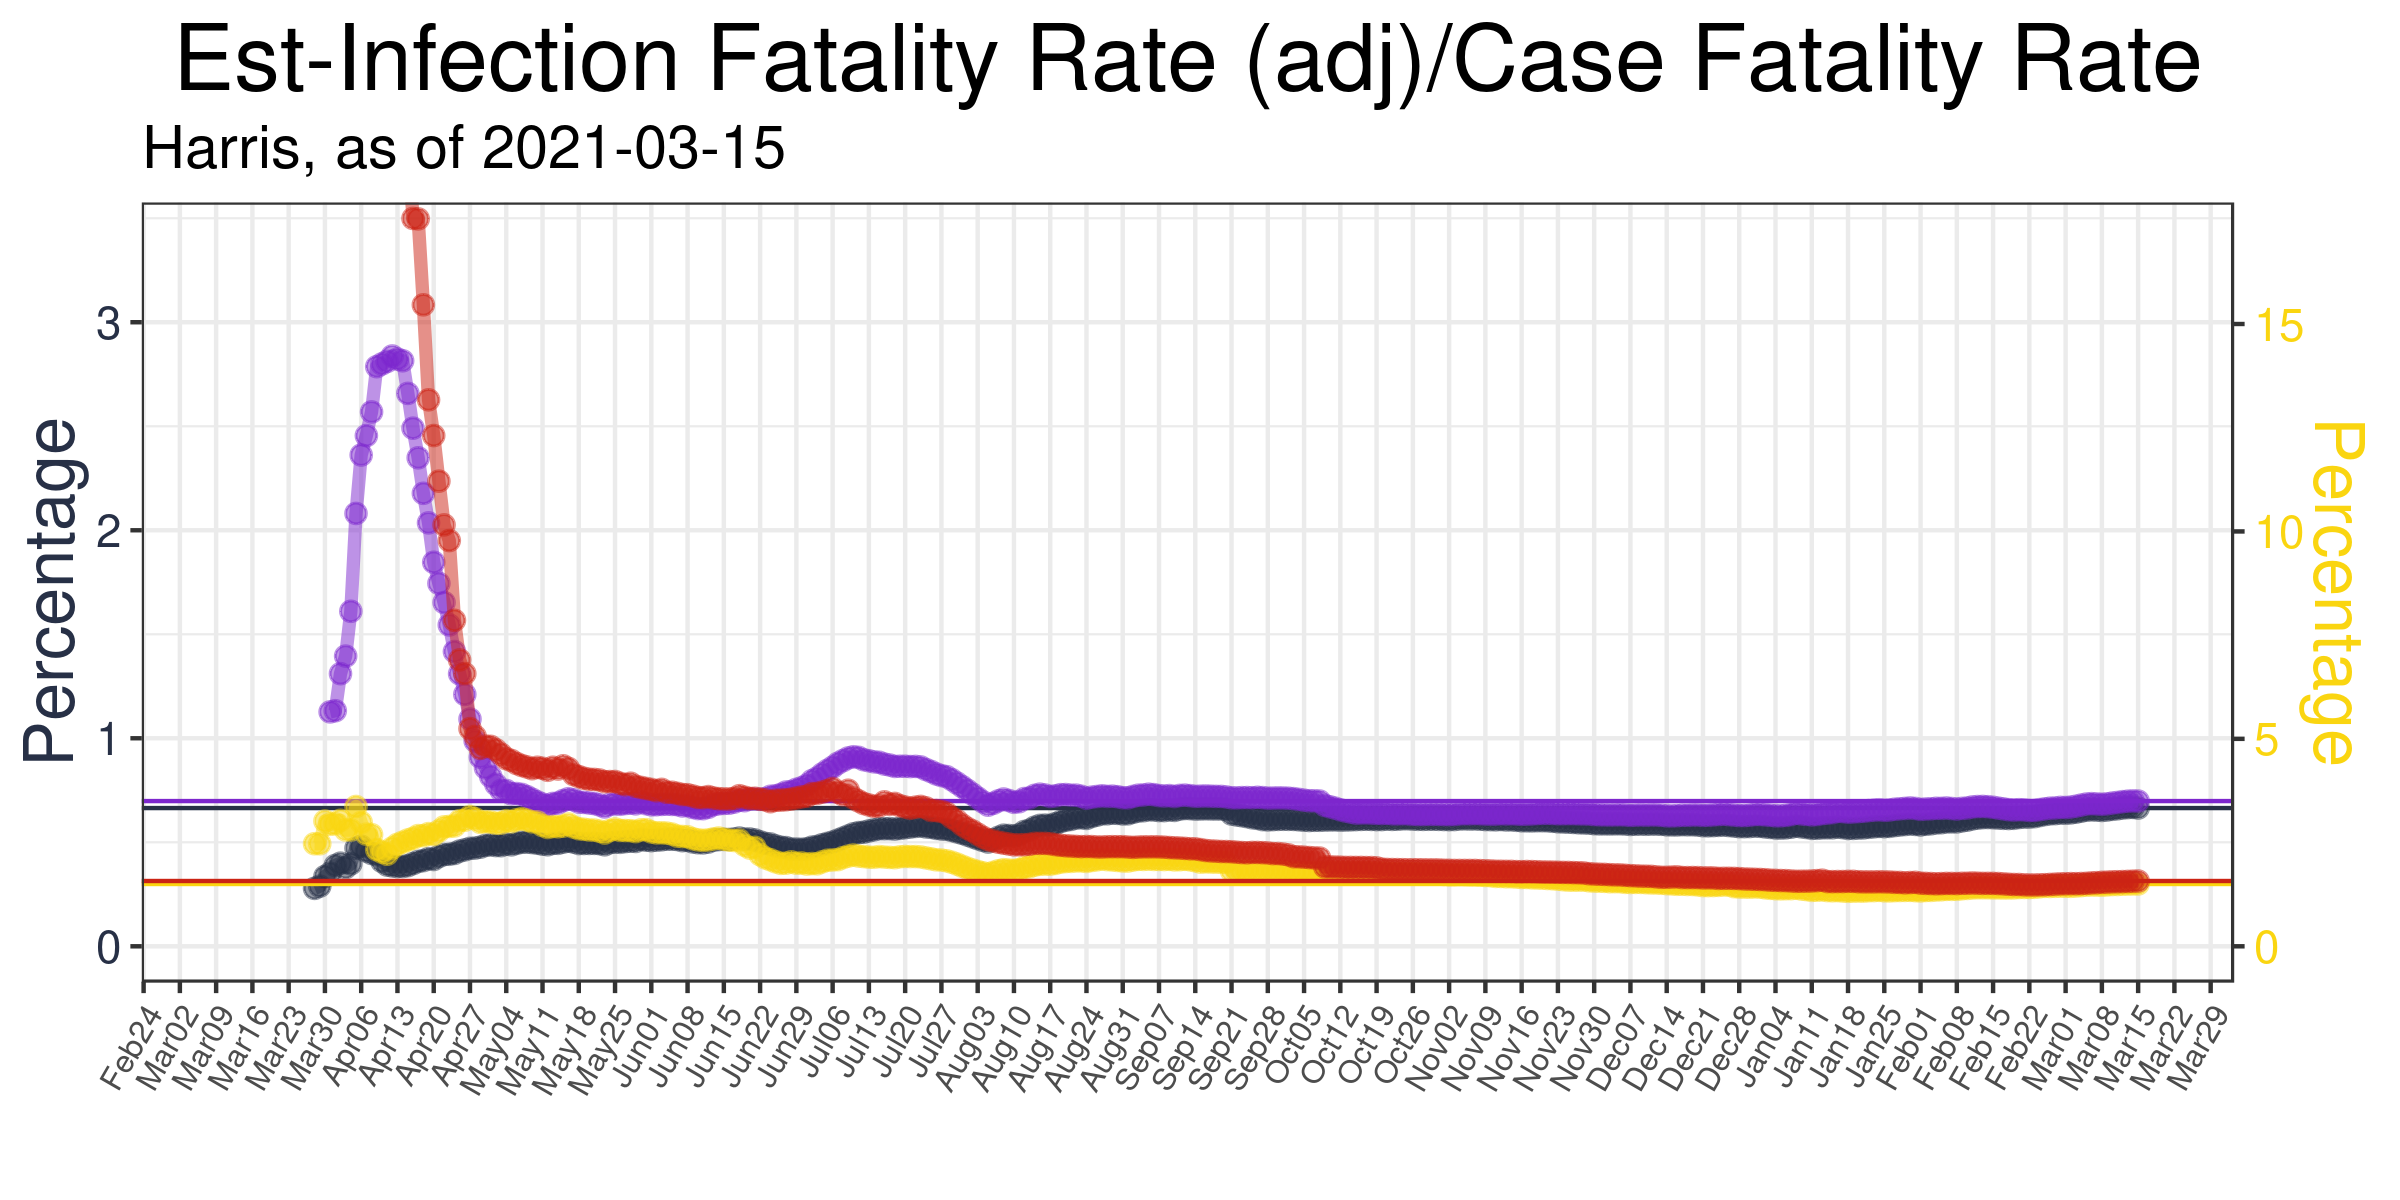 Est-Infection Fatality Rate (adj)/Case Fatality Rate
Harris, as of 2021-03-15
Percentage
3
2
1
0
15
10
5
0
Percentage
Feb24
Mar02
Mar09
Mar16
Mar23
Mar30
Apr06
Apr13
Apr20
Apr27
May04
May11
May18
May25
Jun01
Jun08
Jun15
Jun22
Jun29
Jul06
Jul13
Jul20
Jul27
Aug03
Aug10
Aug17
Aug24
Aug31
Sep07
Sep14
Sep21
Sep28
Oct05
Oct12
Oct19
Oct26
Nov02
Nov09
Nov16
Nov23
Nov30
Dec07
Dec14
Dec21
Dec28
Jan04
Jan11
Jan18
Jan25
Feb01
Feb08
Feb15
Feb22
Mar01
Mar08
Mar15
Mar22
Mar29